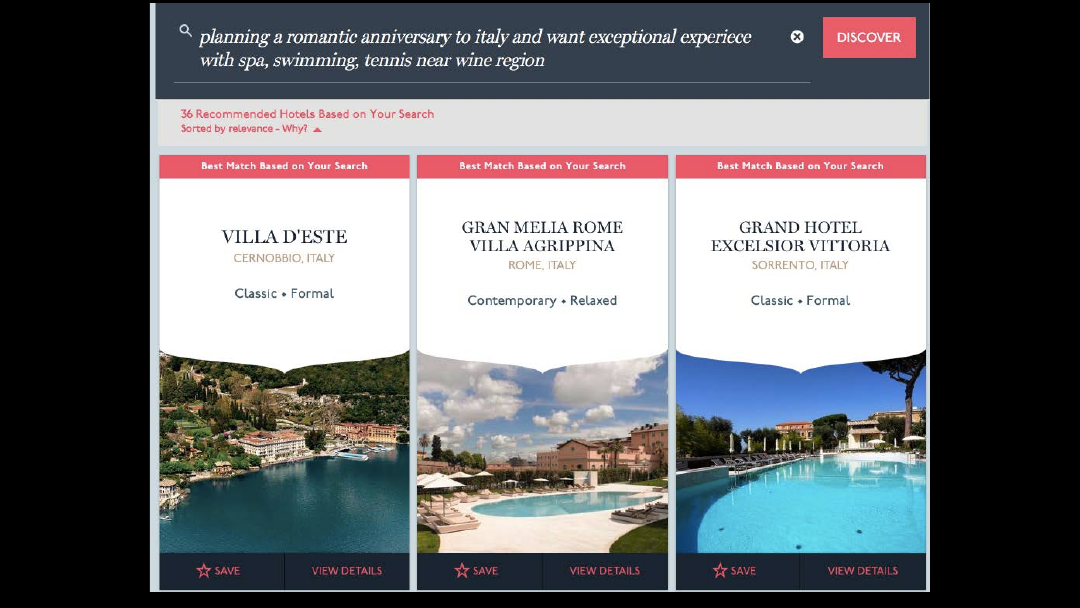 planning a romantic anniversary to italy and want exceptional experiece
with spa, swimming, tennis near wine region
DISCOVER
36 Recommended Hotels Based on Your Search
Sorted by relevance - Why?
Best Match Based on Your Search
VILLA D'ESTE
CERNOBBIO, ITALY
Classic • Formal
SAVE
VIEW DETAILS
Best Match Based on Your Search
GRAN MELIA ROME
VILLA AGRIPPINA
ROME, ITALY
Contemporary • Relaxed
SAVE
VIEW DETAILS
Best Match Based on Your Search
GRAND HOTEL
EXCELSIOR VITTORIA
SORRENTO, ITALY
Classic • Formal
SAVE
VIEW DETAILS